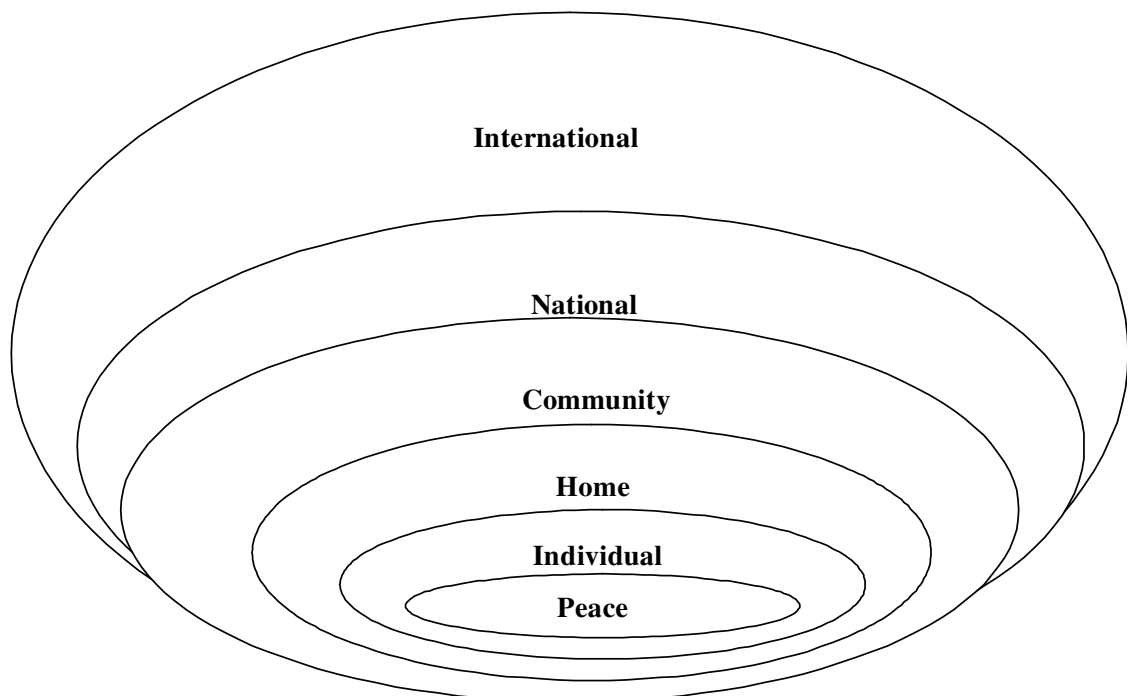 International
National
Community
Home
Individual
Peace